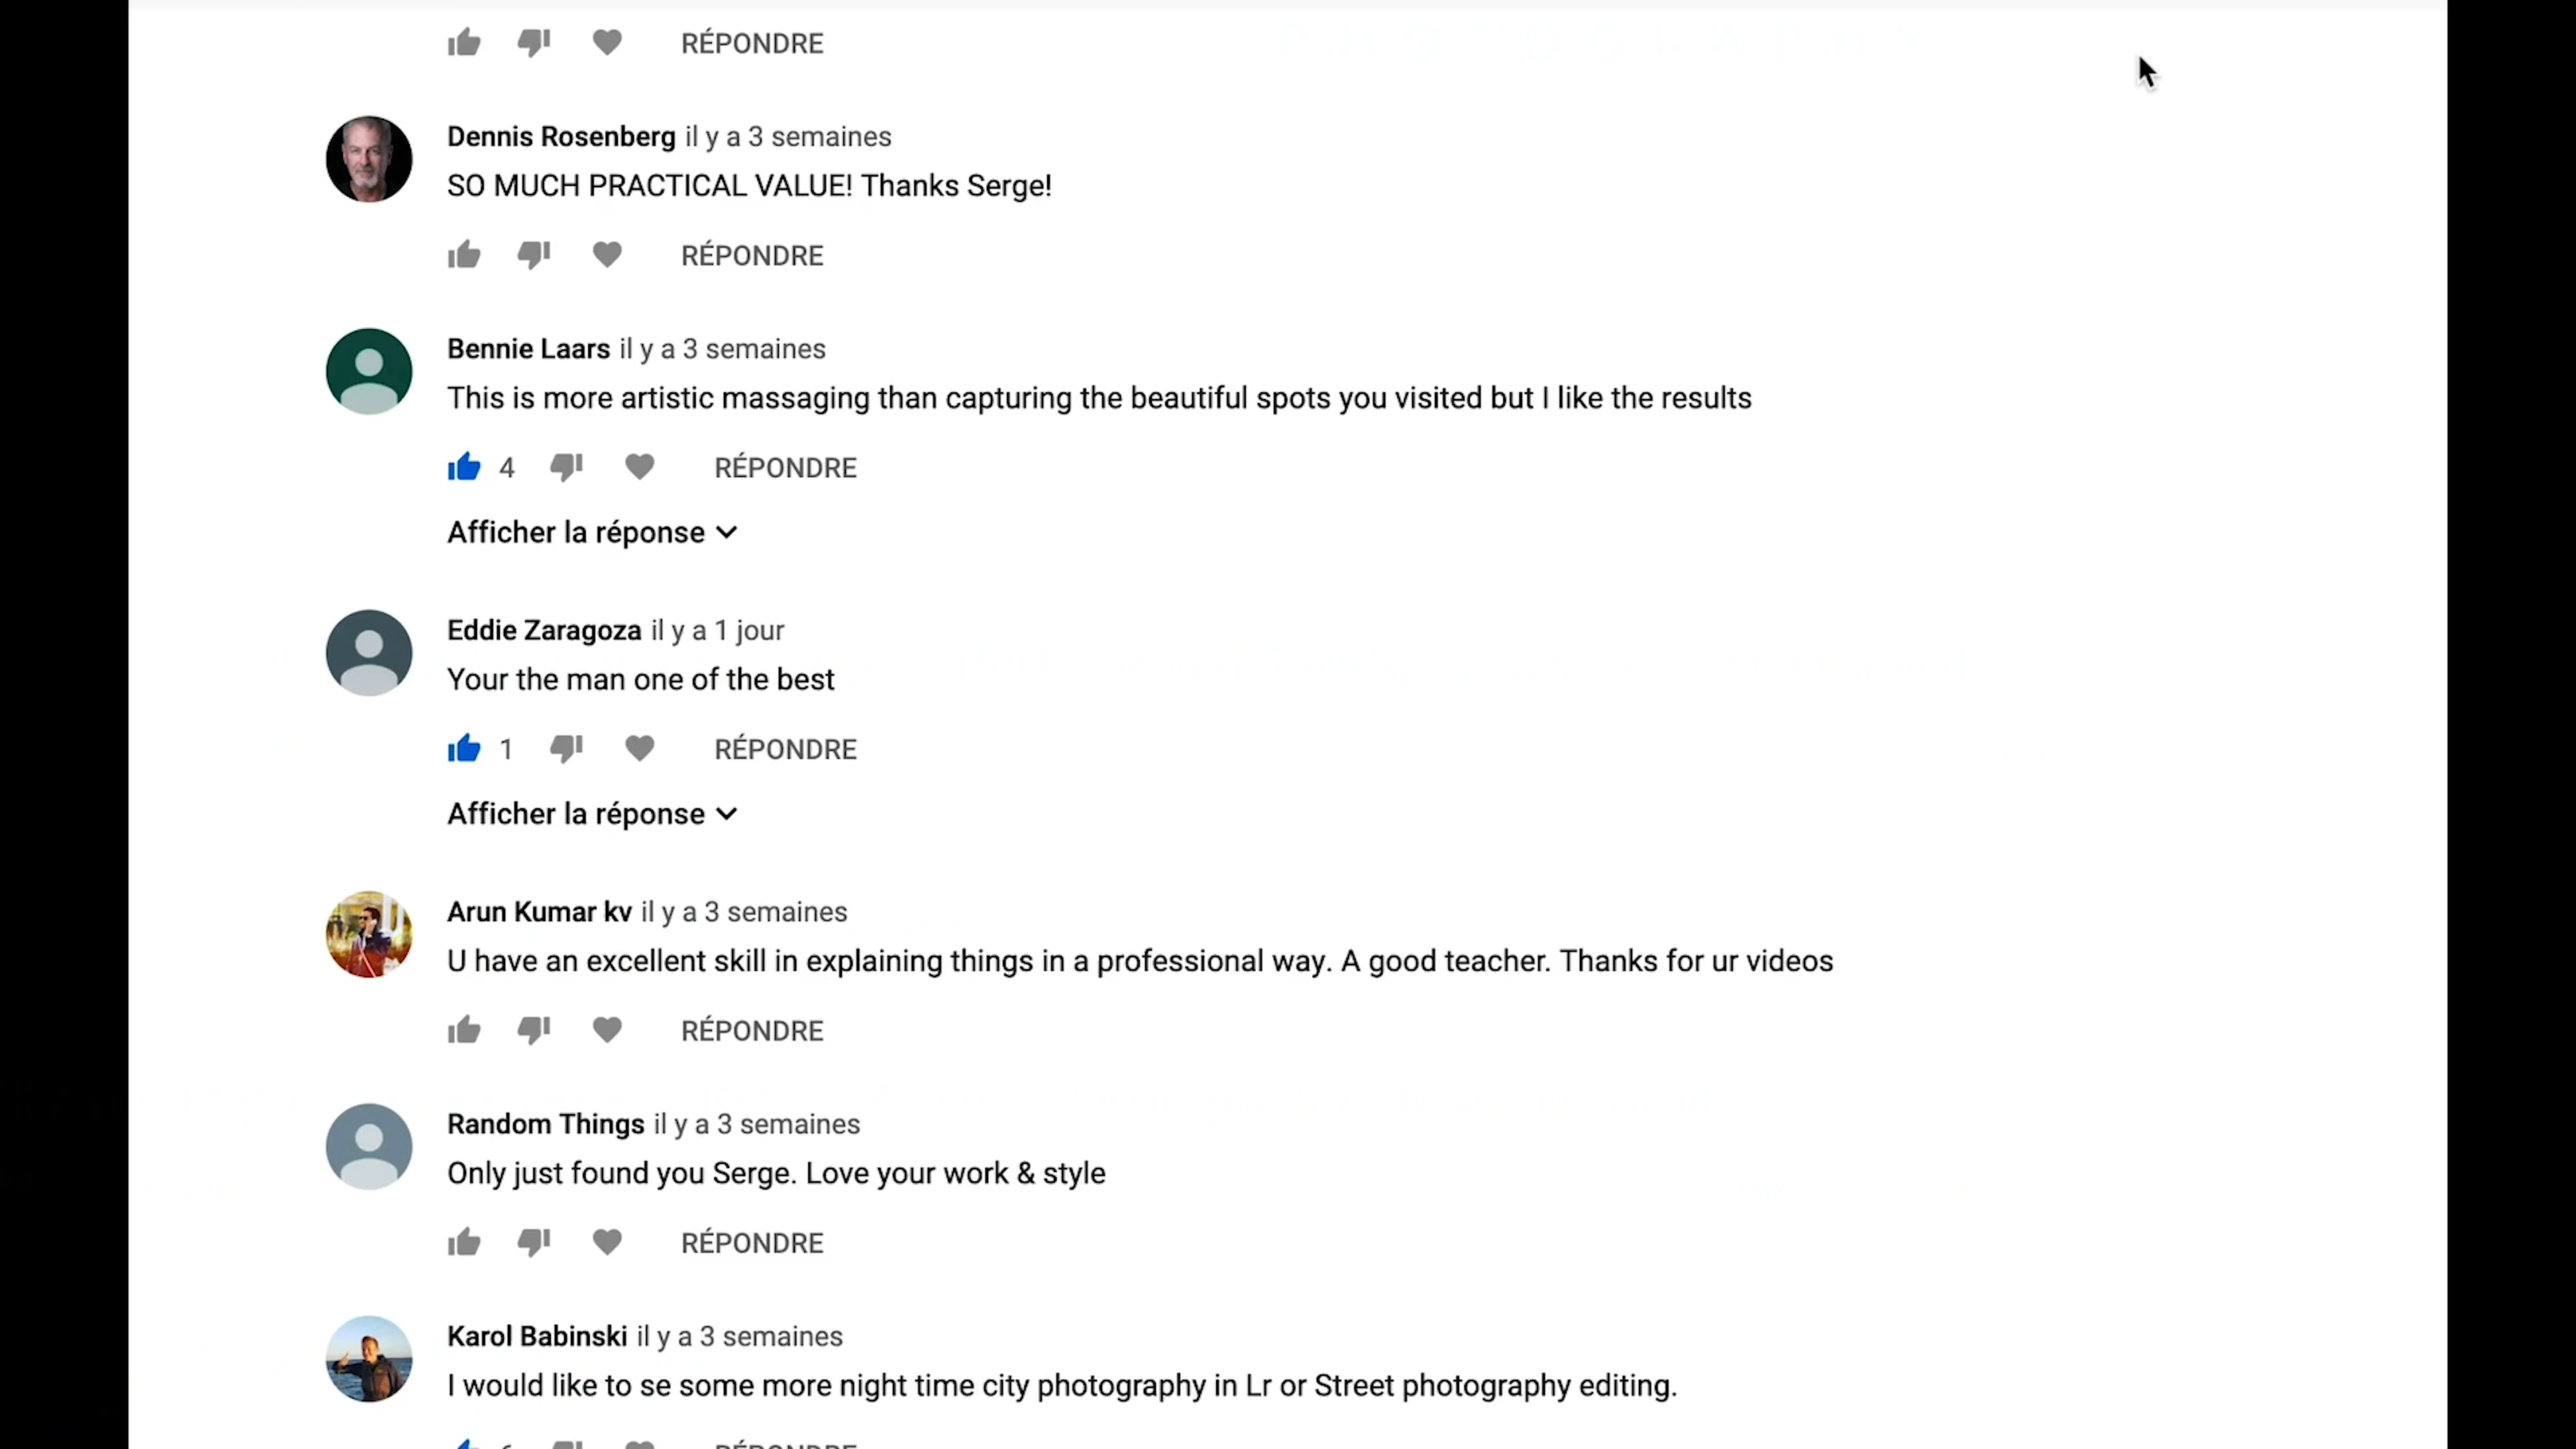 RÉPONDRE
Dennis Rosenberg il y a 3 semaines
SO MUCH PRACTICAL VALUE! Thanks Serge!
RÉPONDRE
Bennie Laars il y a 3 semaines
This is more artistic massaging than capturing the beautiful spots you visited but I like the results
4 RÉPONDRE
Afficher la réponse
Eddie Zaragoza il y a 1 jour
Your the man one of the best
1 RÉPONDRE
Afficher la réponse
Arun Kumar kv il y a 3 semaines
U have an excellent skill in explaining things in a professional way. A good teacher. Thanks for ur videos
RÉPONDRE
Random Things il y a 3 semaines
Only just found you Serge. Love your work & style
RÉPONDRE
Karol Babinski il y a 3 semaines
I would like to se some more night time city photography in Lr or Street photography editing.
RÉPONDRE